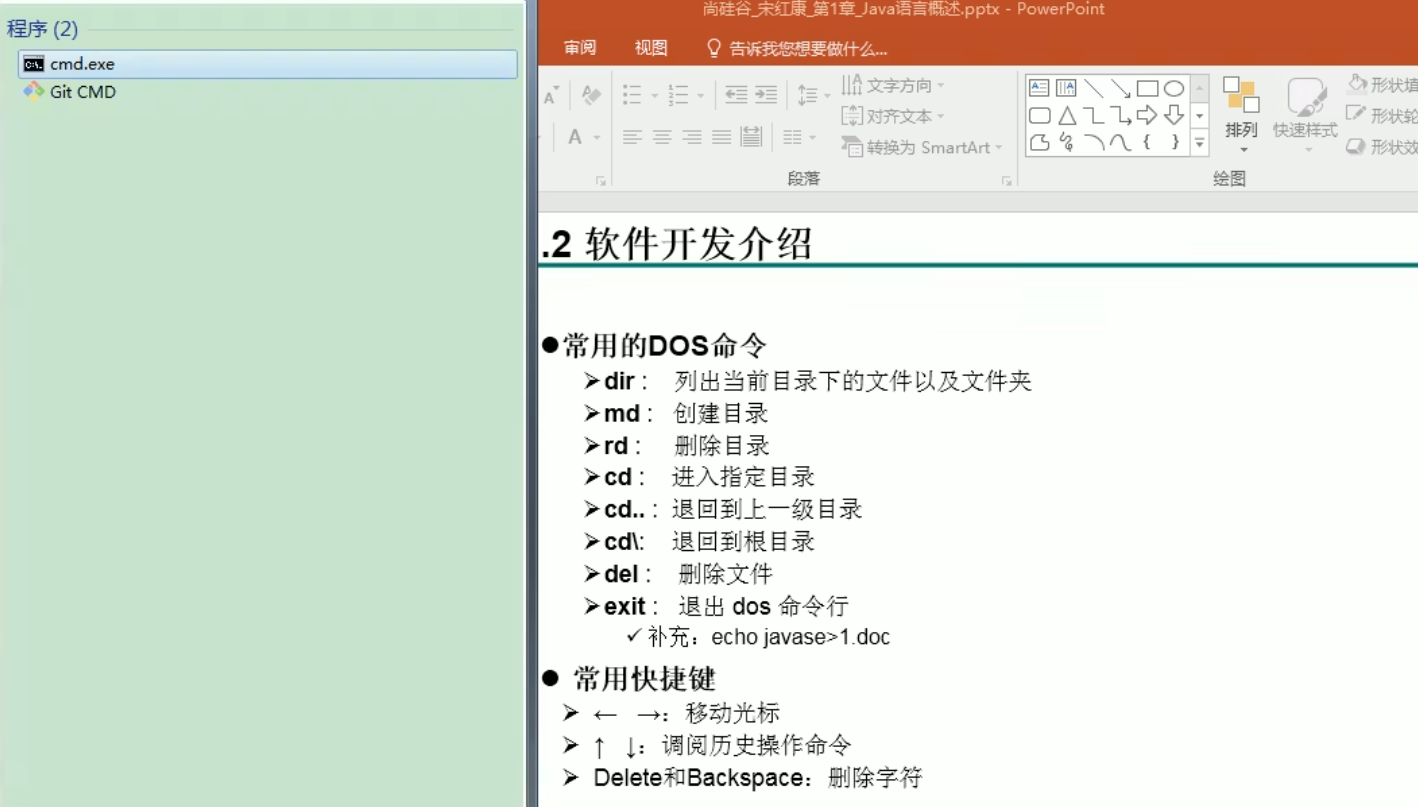 程序 (2)
cmd.exe
Git CMD
尚硅谷_宋红康_第1章_Java语言概述.pptx - PowerPoint
审阅 视图 告诉我您想要做什么...
文字方向
对齐文本
转换为 SmartArt
段落
排列 快速样式
形状填
形状轮
形状效
绘图
.2 软件开发介绍
●常用的DOS命令
➢dir : 列出当前目录下的文件以及文件夹
➢md : 创建目录
➢rd : 删除目录
➢cd : 进入指定目录
➢cd.. : 退回到上一级目录
➢cd\: 退回到根目录
➢del : 删除文件
➢exit : 退出 dos 命令行
✓补充：echo javase>1.doc
● 常用快捷键
➢ ← →：移动光标
➢ ↑ ↓：调阅历史操作命令
➢ Delete和Backspace：删除字符